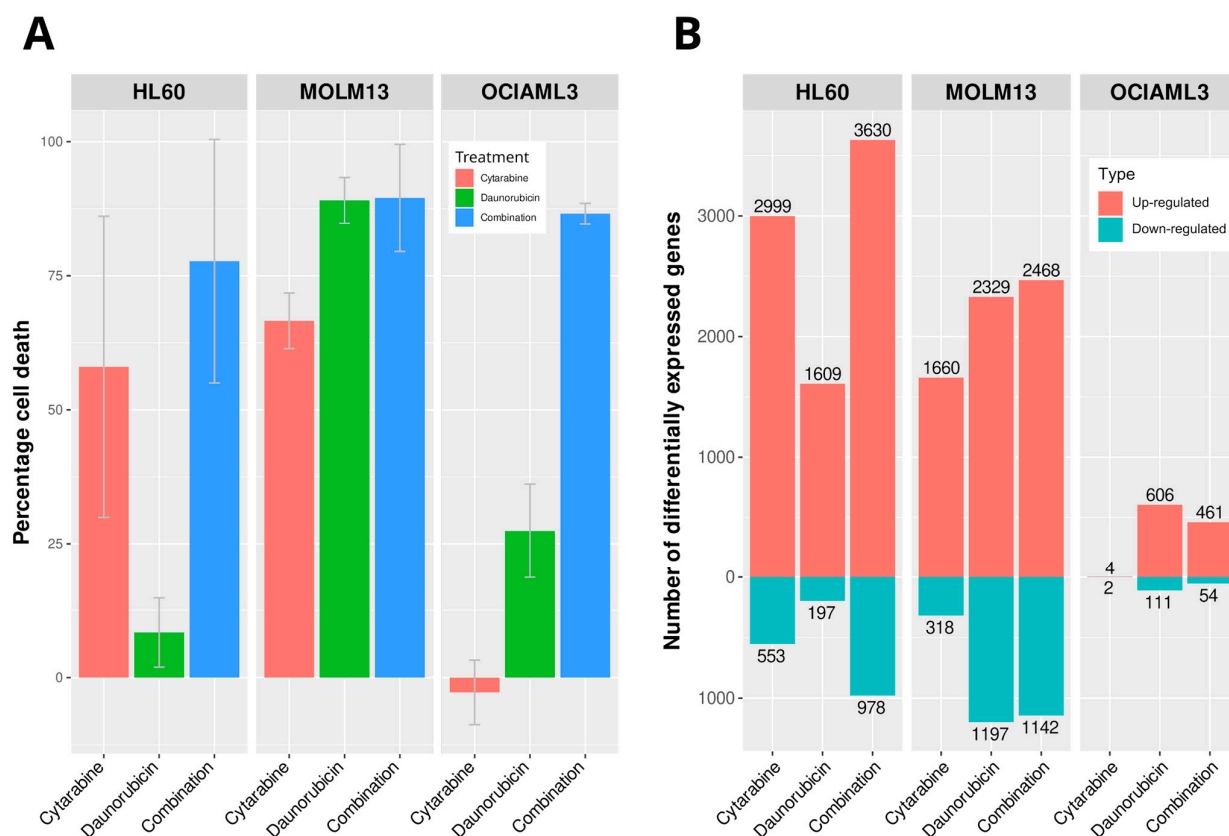 A
HL60 MOLM13 OCIAML3
Percentage cell death
100
75
50
25
0
Treatment
Cytarabine
Daunorubicin
Combination
Cytarabine Daunorubicin Combination Cytarabine Daunorubicin Combination Cytarabine Daunorubicin Combination
B
HL60 MOLM13 OCIAML3
Number of differentially expressed genes
3000
2000
1000
0
1000
Type
Up-regulated
Down-regulated
2999 1609 3630 1660 2329 2468 4 606 461
553 197 978 318 1197 1142 2 111 54
Cytarabine Daunorubicin Combination Cytarabine Daunorubicin Combination Cytarabine Daunorubicin Combination